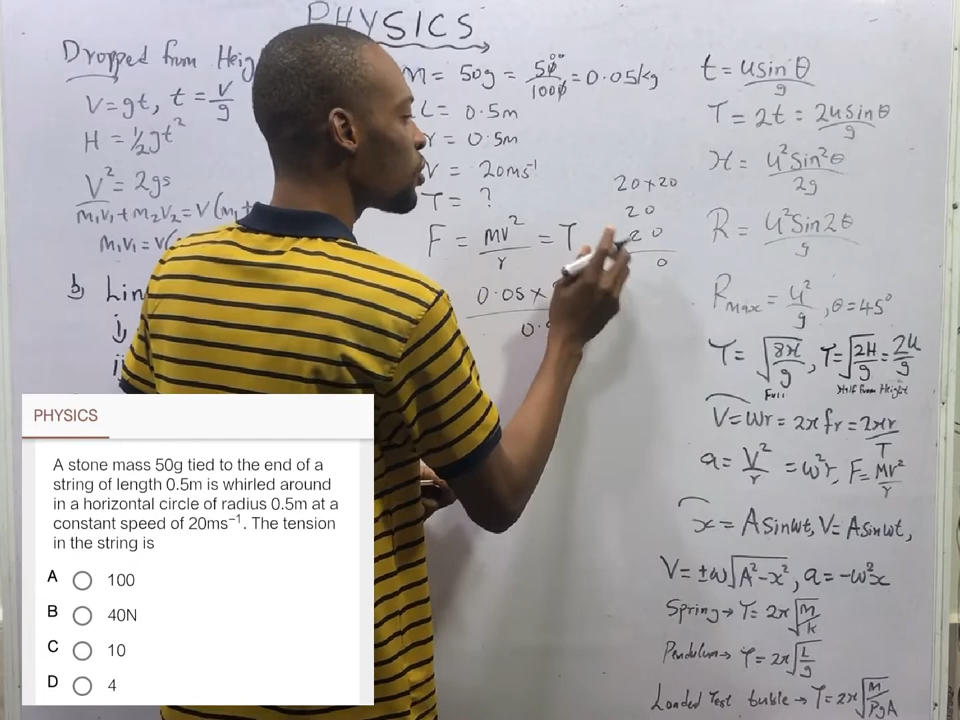 PHYSICS
Dropped from Heig
V=gt, t = V/g
H = ½gt²
V² = 2gs
m₁V₁ + m₂V₂ = V(m₁+
m₁V₁ = V(
b) Lin
i,
ii
M = 50g = 50/1000 = 0.05kg
L = 0.5m
r = 0.5m
V = 20ms⁻¹
T = ?
F = mv²/r = T
0.05×
0.
20×20
20
20
0
t = usinθ/g
T = 2t = 2usinθ/g
H = u²sin²θ/2g
R = u²sin2θ/g
Rmax = u²/g, θ=45°
T = √8H/g, T = √2H/g = 2u/g
Full Half from Height
V = wr = 2πfr = 2πr/T
a = V²/r = ω²r, F = mv²/r
x = Asinωt, V = Asinωt,
V = ±ω√A²-x², a = -ω²x
Spring → T = 2π√m/k
Pendulum → T = 2π√L/g
Loaded Test tube → T = 2π√M/PgA
PHYSICS
A stone mass 50g tied to the end of a
string of length 0.5m is whirled around
in a horizontal circle of radius 0.5m at a
constant speed of 20ms⁻¹. The tension
in the string is
A 100
B 40N
C 10
D 4